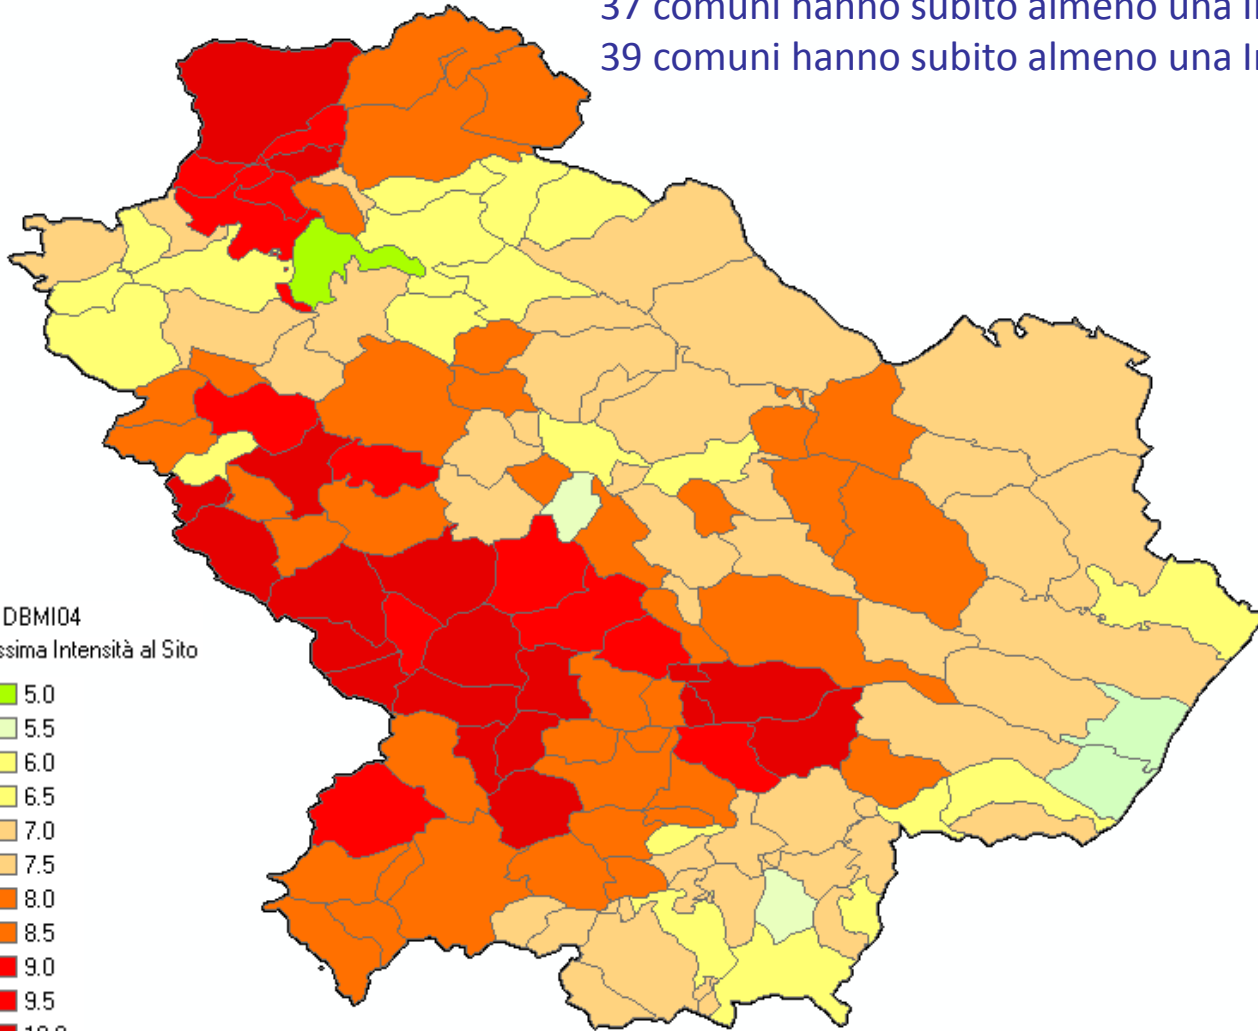 37 comuni hanno subito almeno una
39 comuni hanno subito almeno una
DBMI04
ssima Intensità al Sito
5.0
5.5
6.0
6.5
7.0
7.5
8.0
8.5
9.0
9.5